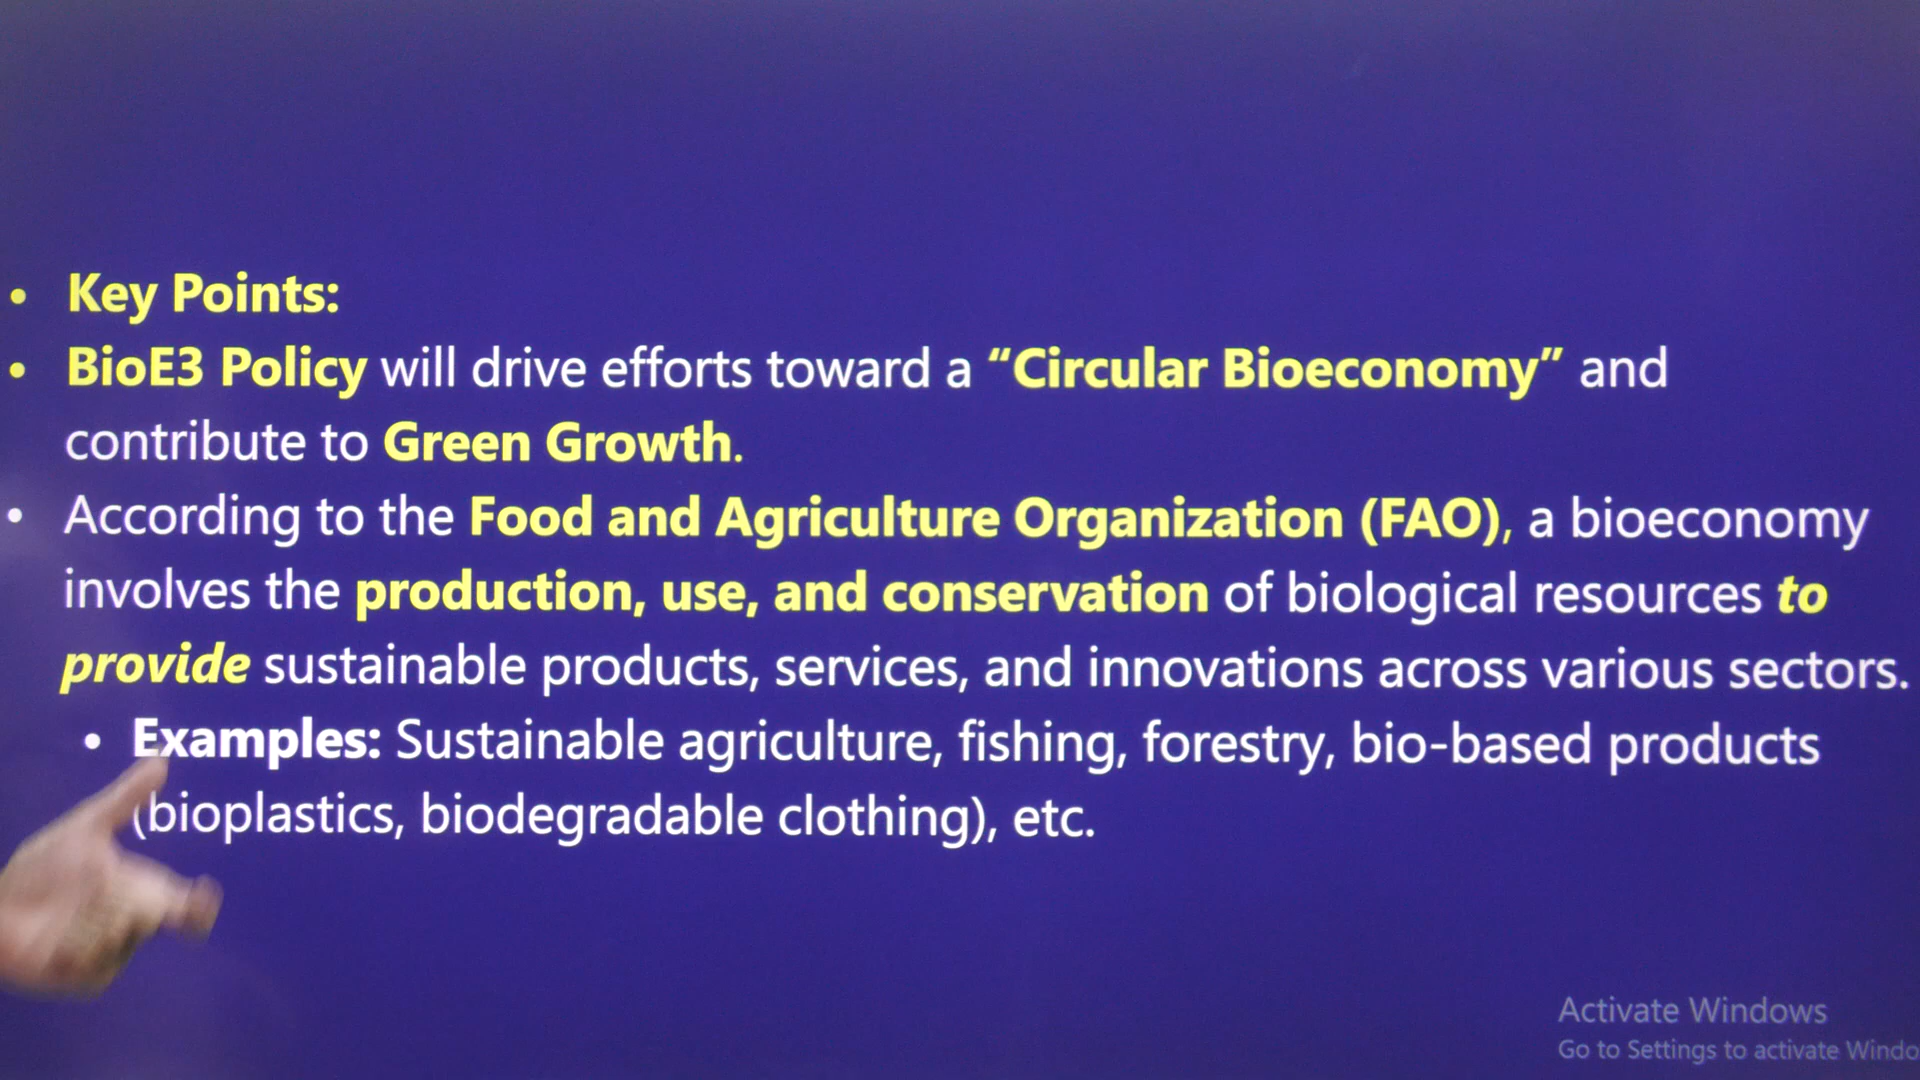 • Key Points:
• BioE3 Policy will drive efforts toward a “Circular Bioeconomy” and
contribute to Green Growth.
• According to the Food and Agriculture Organization (FAO), a bioeconomy
involves the production, use, and conservation of biological resources to
provide sustainable products, services, and innovations across various sectors.
• Examples: Sustainable agriculture, fishing, forestry, bio-based products
(bioplastics, biodegradable clothing), etc.
Activate Windows
Go to Settings to activate Windo